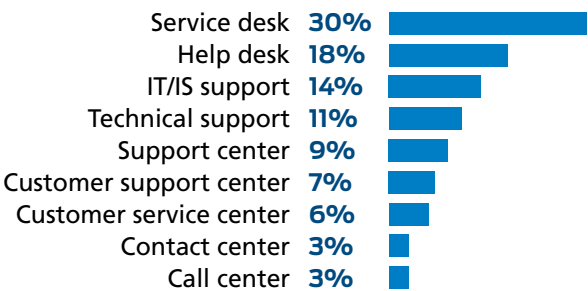 Service desk 30%
Help desk 18%
IT/IS support 14%
Technical support 11%
Support center 9%
Customer support center 7%
Customer service center 6%
Contact center 3%
Call center 3%